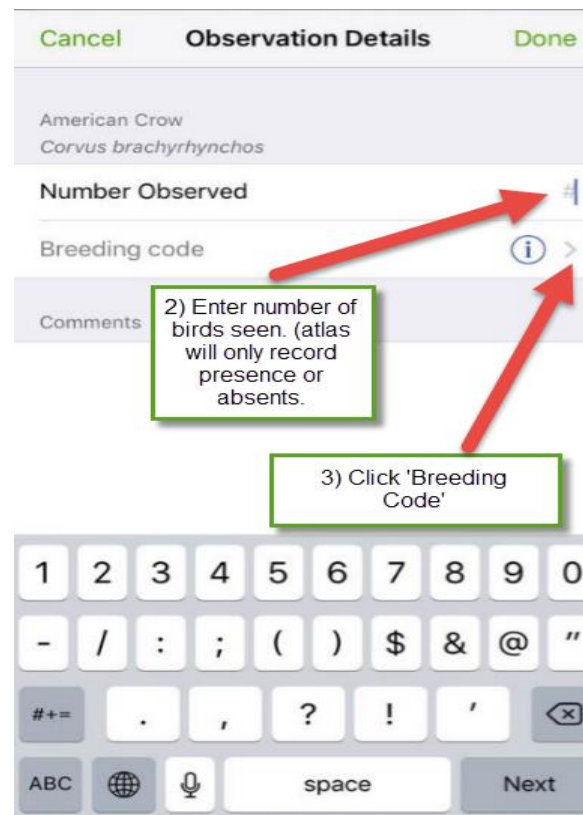 Cancel Observation Details Done
American Crow
Corvus brachyrhynchos
Number Observed #
Breeding code i >
Comments
2) Enter number of
birds seen. (atlas
will only record
presence or
absents.
3) Click 'Breeding
Code'
1 2 3 4 5 6 7 8 9 0
- / : ; ( ) $ & @ "
#+= . , ? ! '
ABC space Next